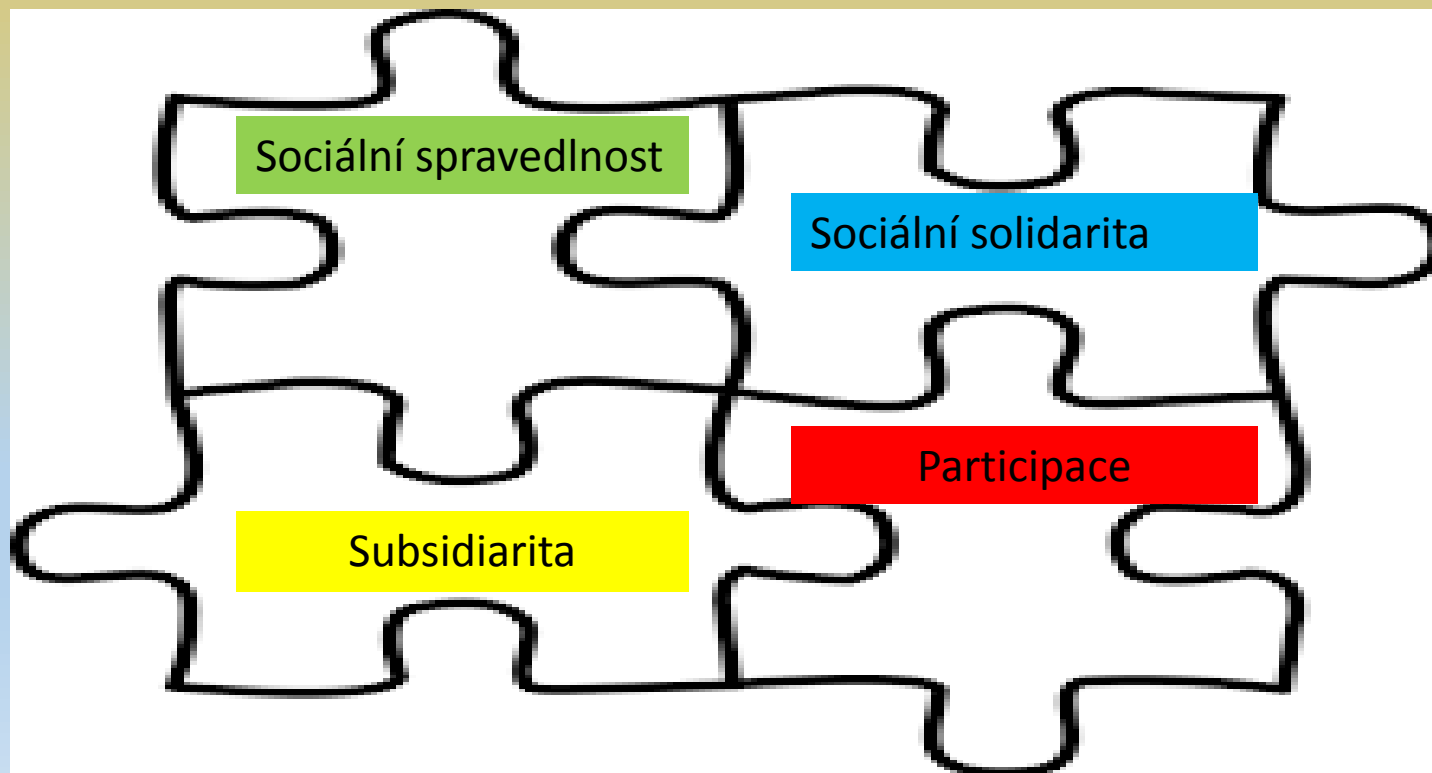 Sociální spravedlnost
Sociální solidarita
Participace
Subsidiarita